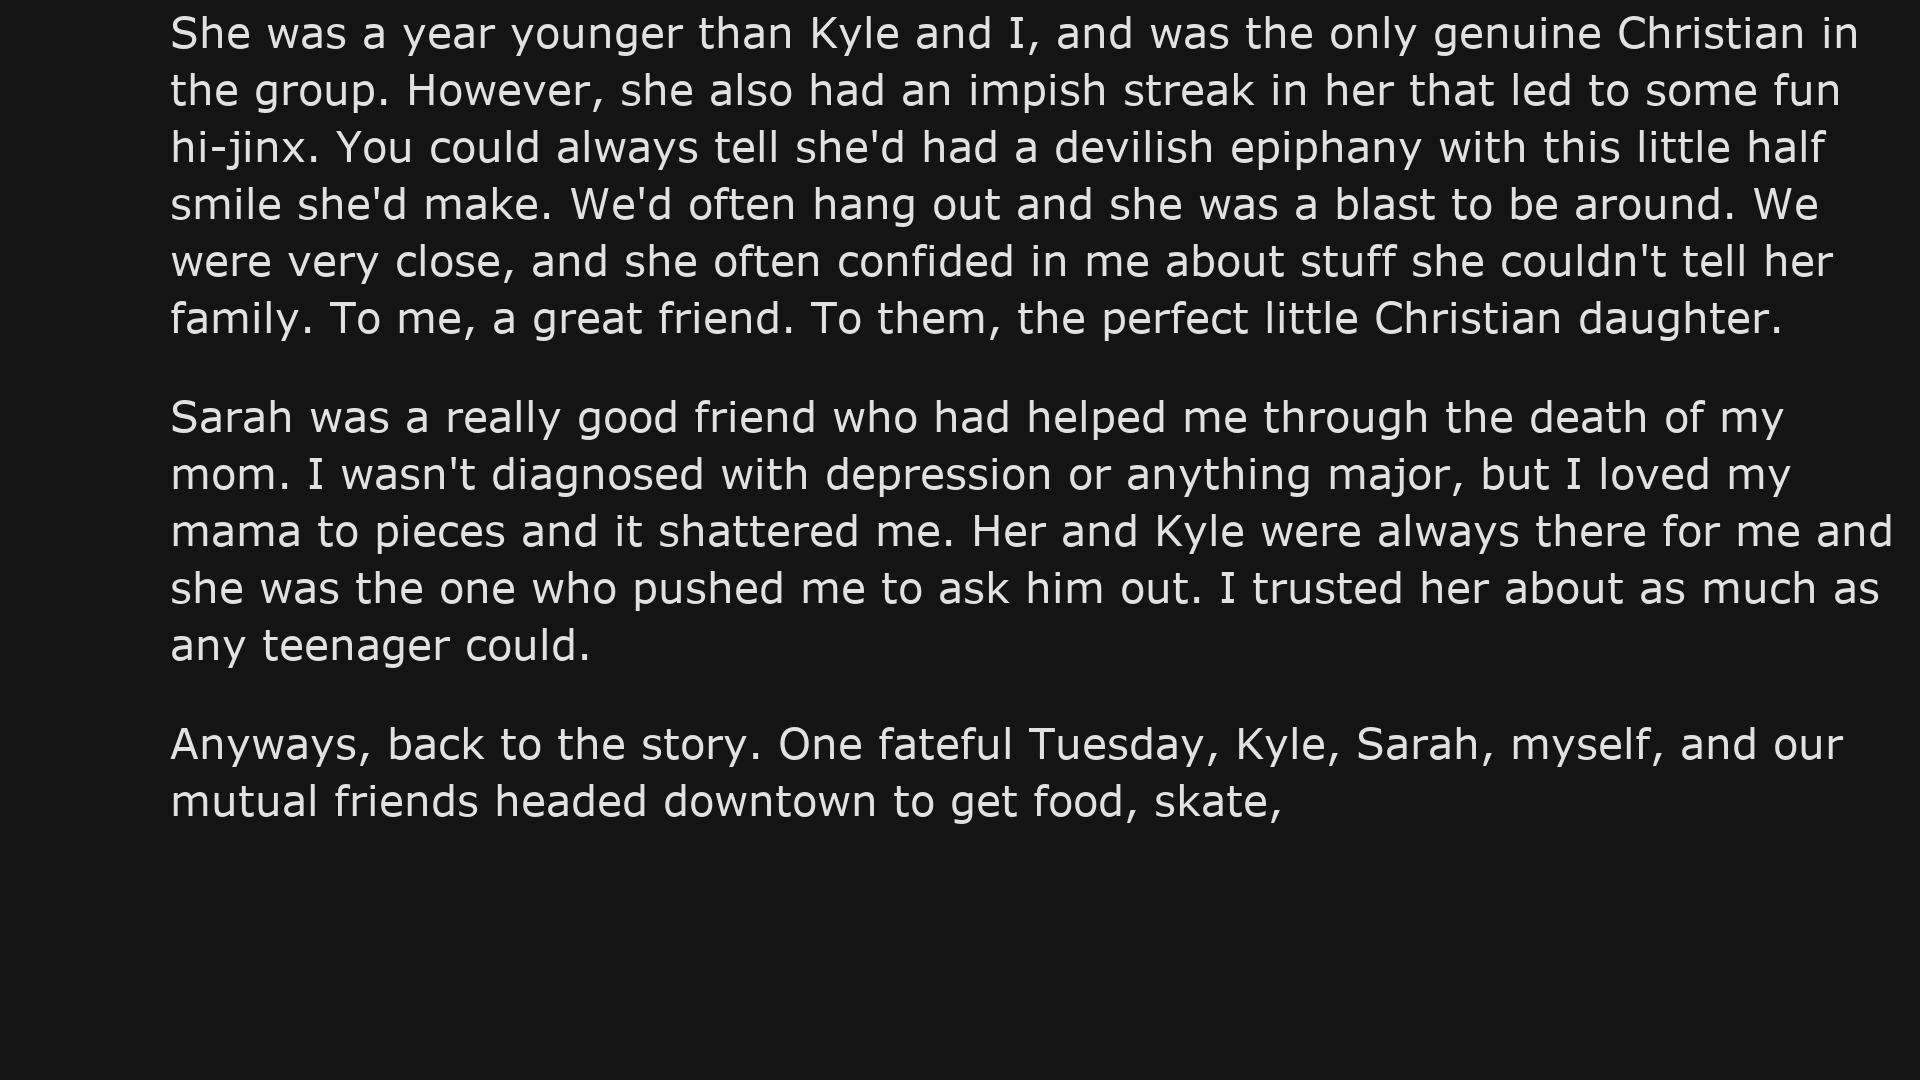 She was a year younger than Kyle and I, and was the only genuine Christian in
the group. However, she also had an impish streak in her that led to some fun
hi-jinx. You could always tell she'd had a devilish epiphany with this little half
smile she'd make. We'd often hang out and she was a blast to be around. We
were very close, and she often confided in me about stuff she couldn't tell her
family. To me, a great friend. To them, the perfect little Christian daughter.
Sarah was a really good friend who had helped me through the death of my
mom. I wasn't diagnosed with depression or anything major, but I loved my
mama to pieces and it shattered me. Her and Kyle were always there for me and
she was the one who pushed me to ask him out. I trusted her about as much as
any teenager could.
Anyways, back to the story. One fateful Tuesday, Kyle, Sarah, myself, and our
mutual friends headed downtown to get food, skate,